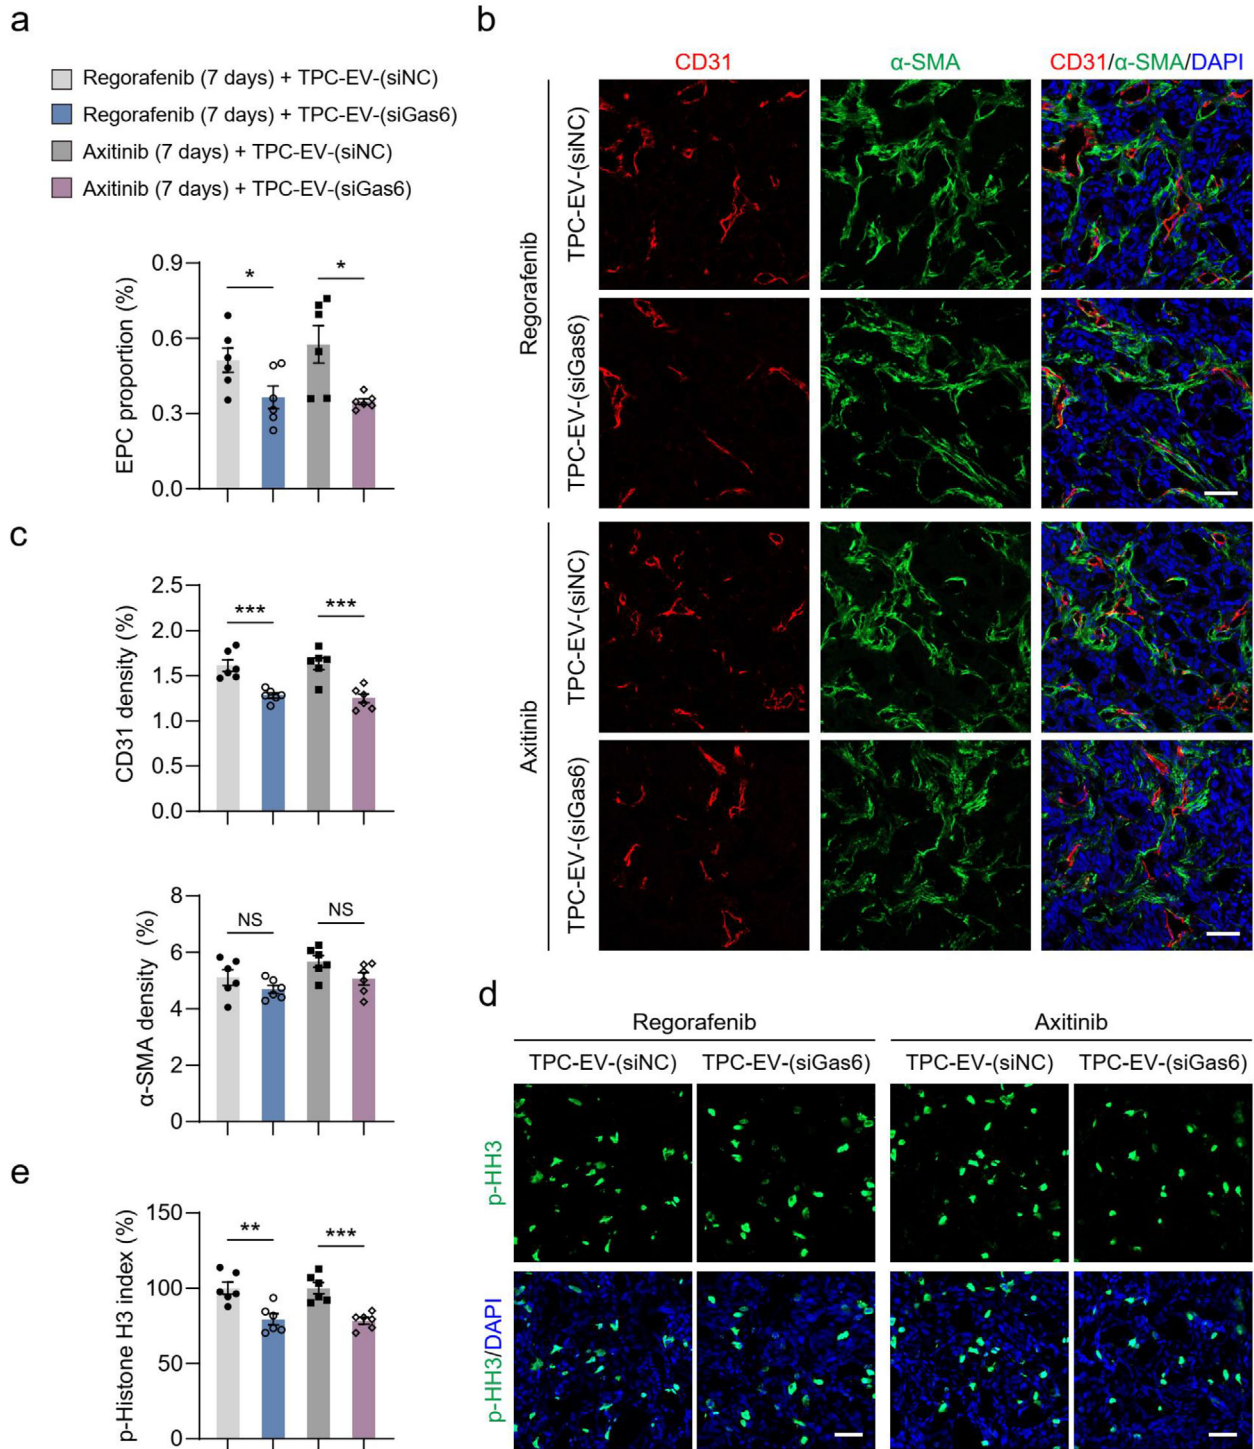 a
Regorafenib (7 days) + TPC-EV-(siNC)
Regorafenib (7 days) + TPC-EV-(siGas6)
Axitinib (7 days) + TPC-EV-(siNC)
Axitinib (7 days) + TPC-EV-(siGas6)
EPC proportion (%)
0.9
0.6
0.3
0.0
*
*
b
CD31
α-SMA
CD31/α-SMA/DAPI
Regorafenib
TPC-EV-(siNC)
TPC-EV-(siGas6)
Axitinib
TPC-EV-(siNC)
TPC-EV-(siGas6)
c
CD31 density (%)
2.5
2.0
1.5
1.0
0.5
0.0
***
***
α-SMA density (%)
8
6
4
2
0
NS
NS
d
Regorafenib
Axitinib
TPC-EV-(siNC)
TPC-EV-(siGas6)
TPC-EV-(siNC)
TPC-EV-(siGas6)
p-HH3
p-HH3/DAPI
e
p-Histone H3 index (%)
150
100
50
0
**
***